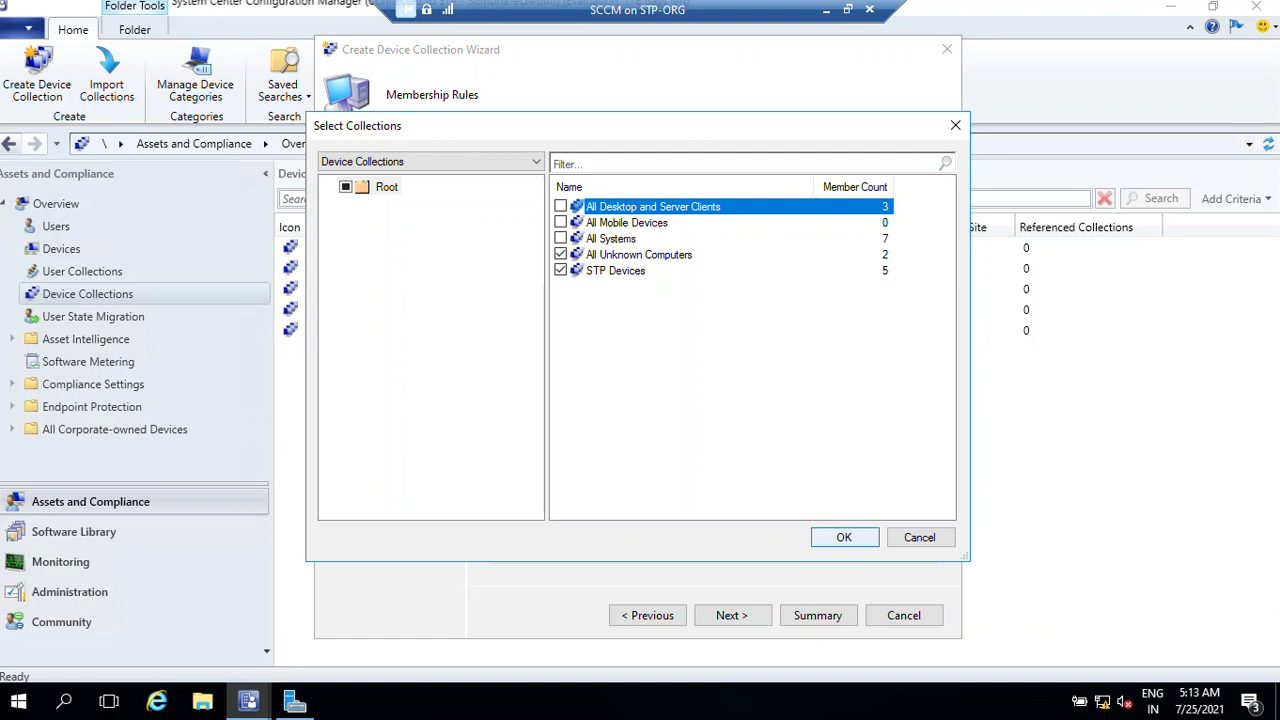 Folder Tools
System Center Configuration Manager
SCCM on STP-ORG
Home
Folder
Create Device Collection
Import Collections
Manage Device Categories
Saved Searches
Create
Categories
Search
\ Assets and Compliance Over
Assets and Compliance
Overview
Users
Devices
User Collections
Device Collections
User State Migration
Asset Intelligence
Software Metering
Compliance Settings
Endpoint Protection
All Corporate-owned Devices
Assets and Compliance
Software Library
Monitoring
Administration
Community
Ready
Icon
Search
Add Criteria
Site
Referenced Collections
0
0
0
0
0
Create Device Collection Wizard
Membership Rules
Select Collections
Device Collections
Filter...
Root
Name Member Count
All Desktop and Server Clients 3
All Mobile Devices 0
All Systems 7
All Unknown Computers 2
STP Devices 5
OK
Cancel
< Previous
Next >
Summary
Cancel
ENG
IN
5:13 AM
7/25/2021
3